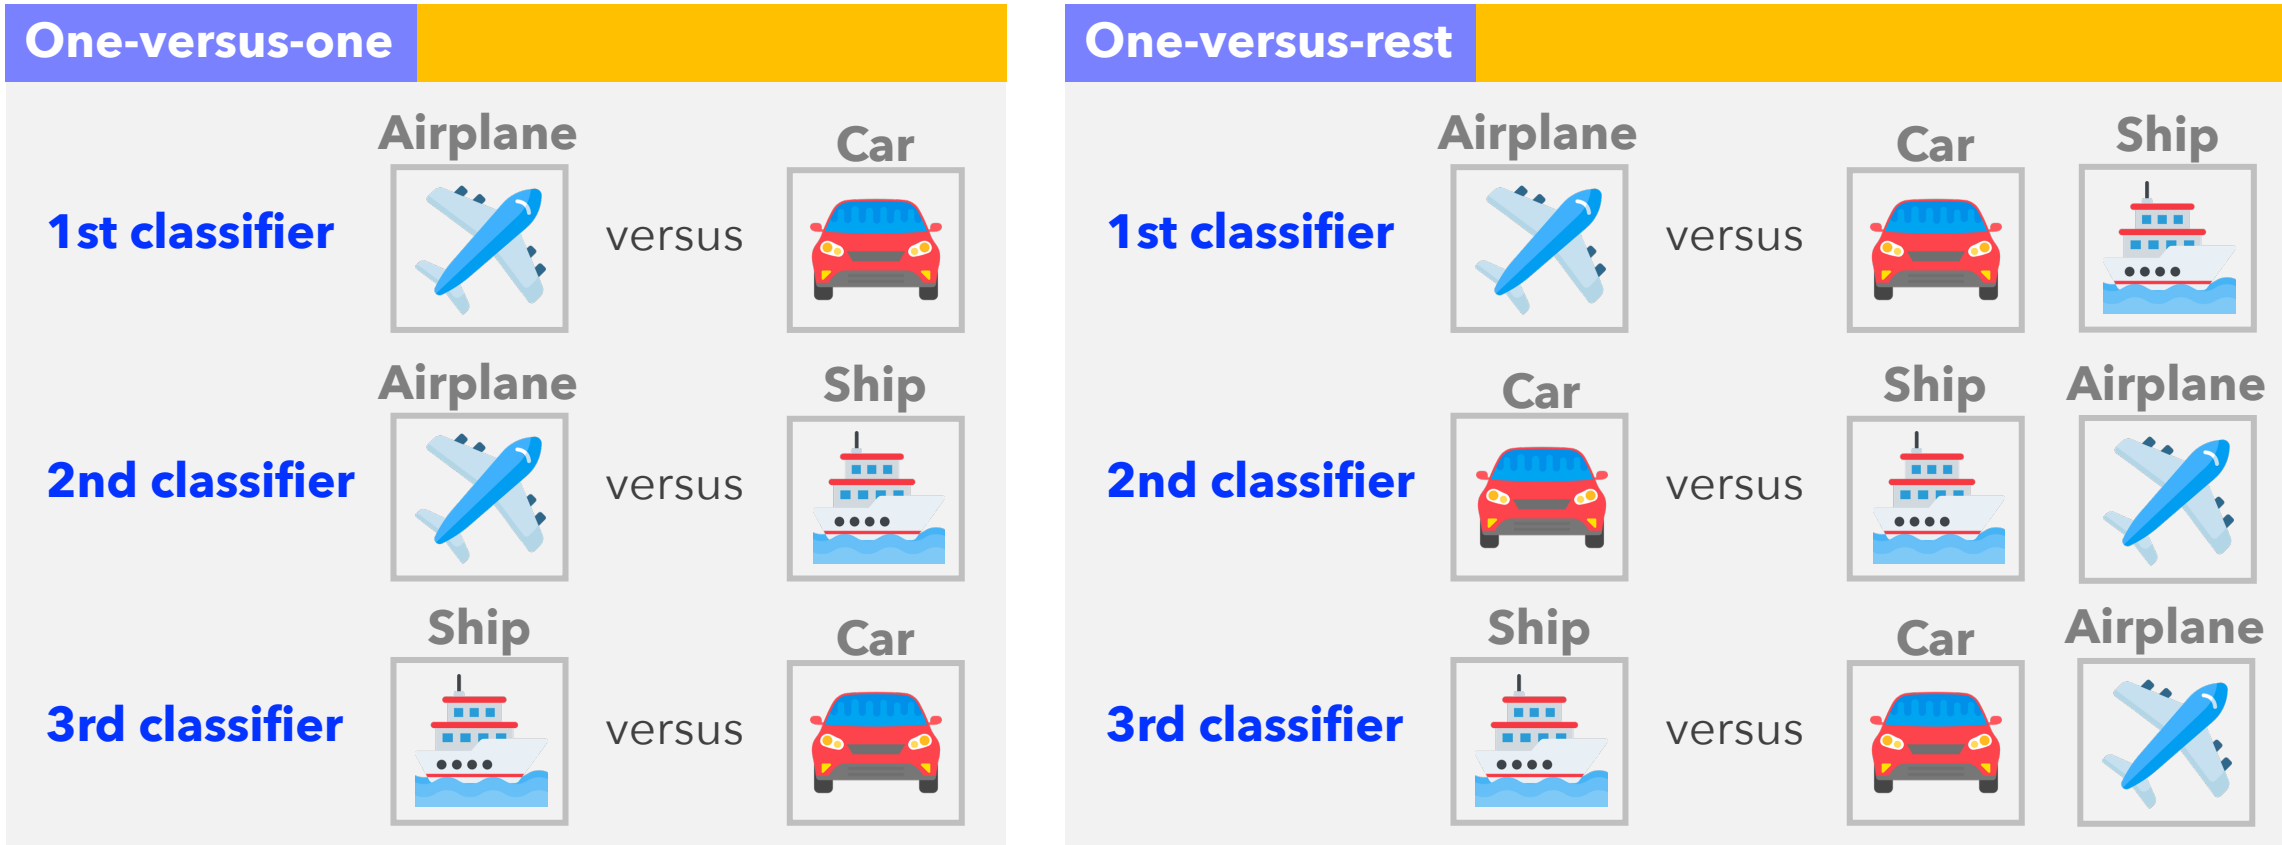 One-versus-one
Airplane
Car
1st classifier
versus
Airplane
Ship
2nd classifier
versus
Ship
Car
3rd classifier
versus
One-versus-rest
Airplane
Car
Ship
1st classifier
versus
Car
Ship
Airplane
2nd classifier
versus
Ship
Car
Airplane
3rd classifier
versus